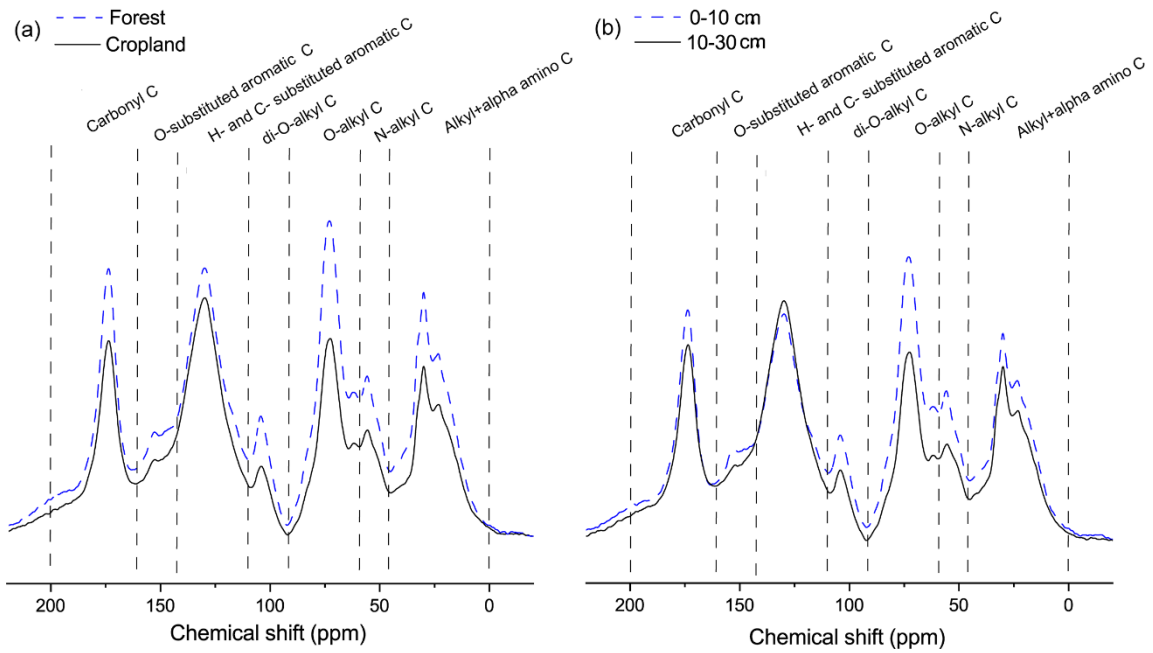 (a)
Forest
Cropland
Carbonyl C
O-substituted aromatic C
H- and C- substituted aromatic C
di-O-alkyl C
O-alkyl C
N-alkyl C
Alkyl+alpha amino C
200
150
100
50
0
Chemical shift (ppm)
(b)
0-10 cm
10-30 cm
Carbonyl C
O-substituted aromatic C
H- and C- substituted aromatic C
di-O-alkyl C
O-alkyl C
N-alkyl C
Alkyl+alpha amino C
200
150
100
50
0
Chemical shift (ppm)